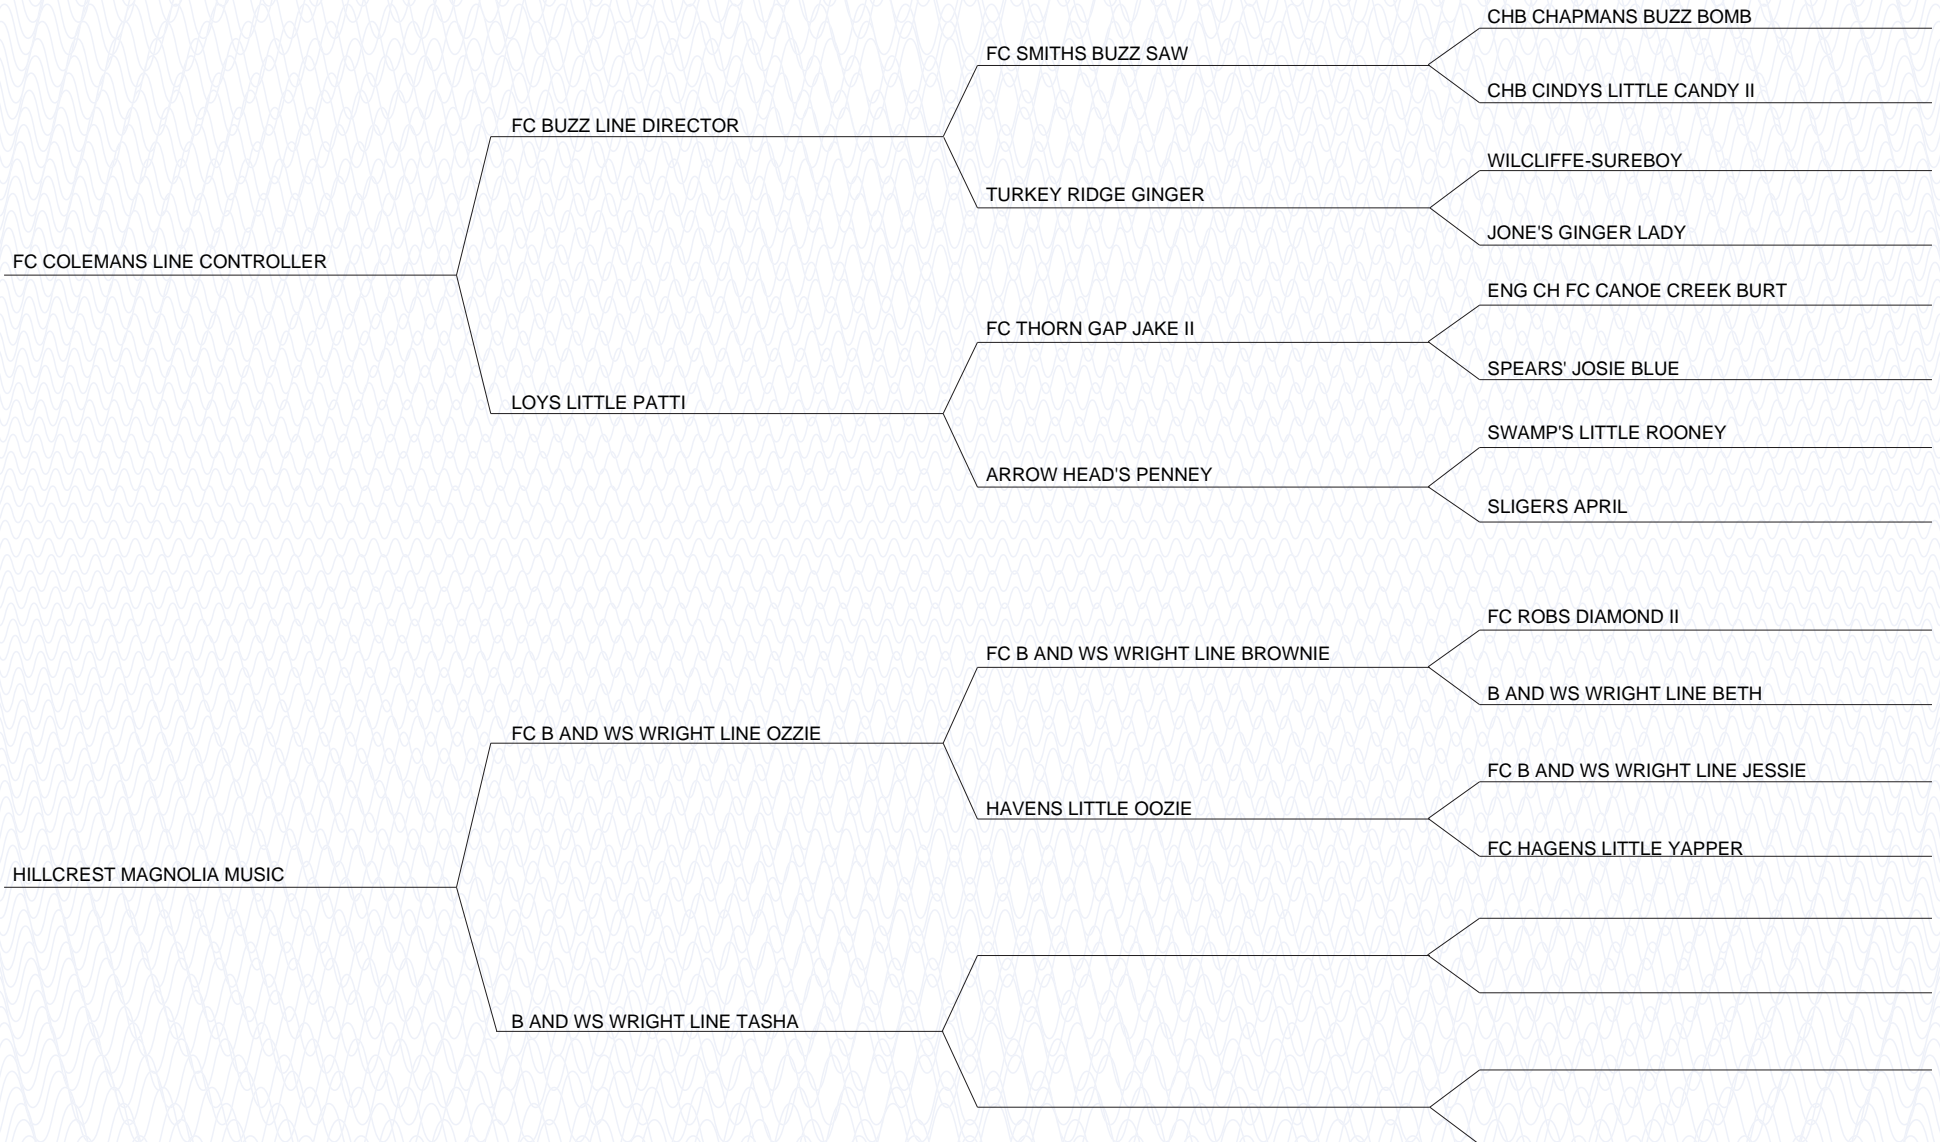 CHB CHAPMANS BUZZ BOMB
FC SMITHS BUZZ SAW
CHB CINDYS LITTLE CANDY II
FC BUZZ LINE DIRECTOR
WILCLIFFE-SUREBOY
TURKEY RIDGE GINGER
JONE'S GINGER LADY
FC COLEMANS LINE CONTROLLER
ENG CH FC CANOE CREEK BURT
FC THORN GAP JAKE II
SPEARS' JOSIE BLUE
LOYS LITTLE PATTI
SWAMP'S LITTLE ROONEY
ARROW HEAD'S PENNEY
SLIGERS APRIL
FC ROBS DIAMOND II
FC B AND WS WRIGHT LINE BROWNIE
B AND WS WRIGHT LINE BETH
FC B AND WS WRIGHT LINE OZZIE
FC B AND WS WRIGHT LINE JESSIE
HAVENS LITTLE OOZIE
FC HAGENS LITTLE YAPPER
HILLCREST MAGNOLIA MUSIC
B AND WS WRIGHT LINE TASHA